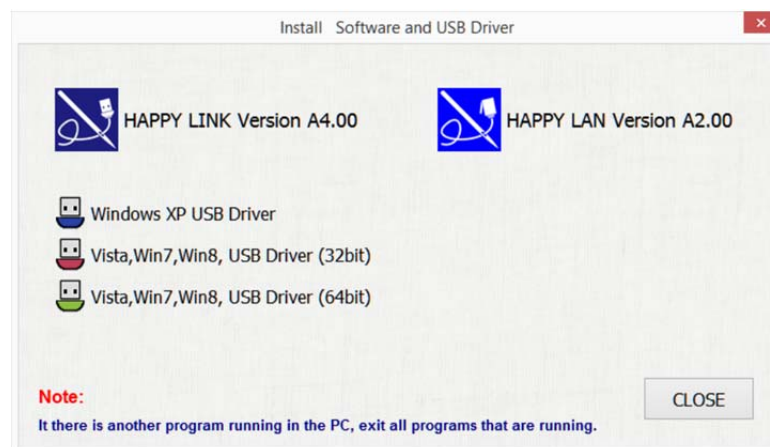 Install Software and USB Driver
HAPPY LINK Version A4.00
HAPPY LAN Version A2.00
Windows XP USB Driver
Vista,Win7,Win8, USB Driver (32bit)
Vista,Win7,Win8, USB Driver (64bit)
Note:
CLOSE
It there is another program running in the PC, exit all programs that are running.